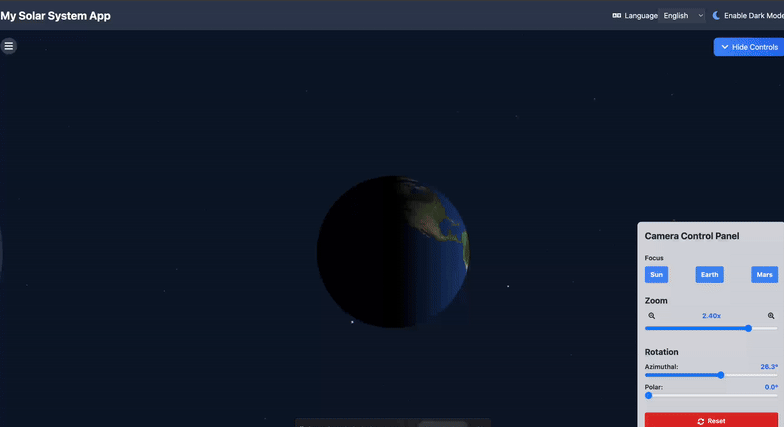 My Solar System App
Language English Enable Dark Mode
Hide Controls
Camera Control Panel
Focus
Sun Earth Mars
Zoom
2.40x
Rotation
Azimuthal: 26.3°
Polar: 0.0°
Reset